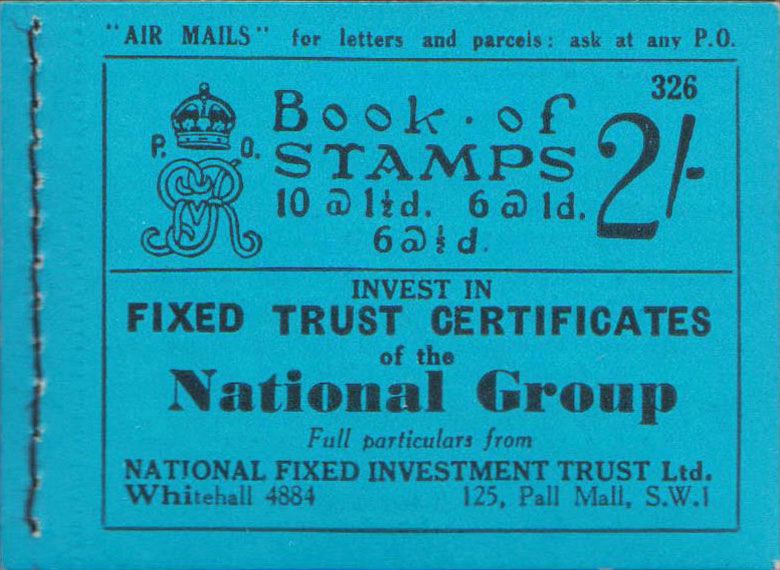 "AIR MAILS" for letters and parcels: ask at any P.O.
326
P. O.
GRV
Book · of
STAMPS
2/-
10 @ 1½d. 6 @ 1d.
6 @ ½d.
INVEST IN
FIXED TRUST CERTIFICATES
of the
National Group
Full particulars from
NATIONAL FIXED INVESTMENT TRUST Ltd.
Whitehall 4884 125, Pall Mall, S.W.1